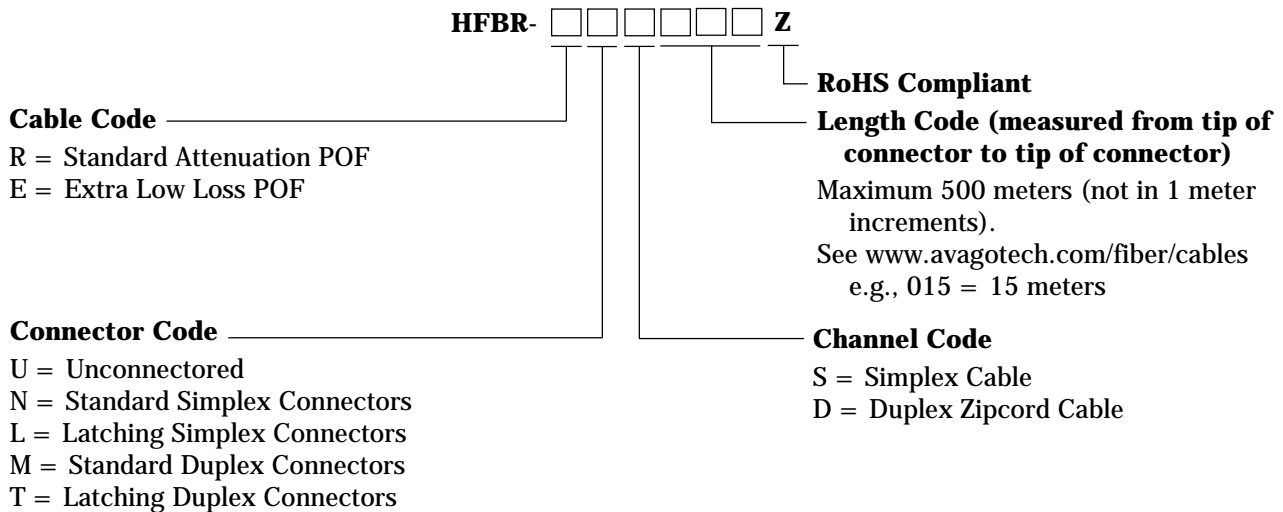 HFBR- Z
RoHS Compliant
Cable Code
R = Standard Attenuation POF
E = Extra Low Loss POF
Length Code (measured from tip of
connector to tip of connector)
Maximum 500 meters (not in 1 meter
increments).
See www.avagotech.com/fiber/cables
e.g., 015 = 15 meters
Connector Code
U = Unconnectored
N = Standard Simplex Connectors
L = Latching Simplex Connectors
M = Standard Duplex Connectors
T = Latching Duplex Connectors
Channel Code
S = Simplex Cable
D = Duplex Zipcord Cable